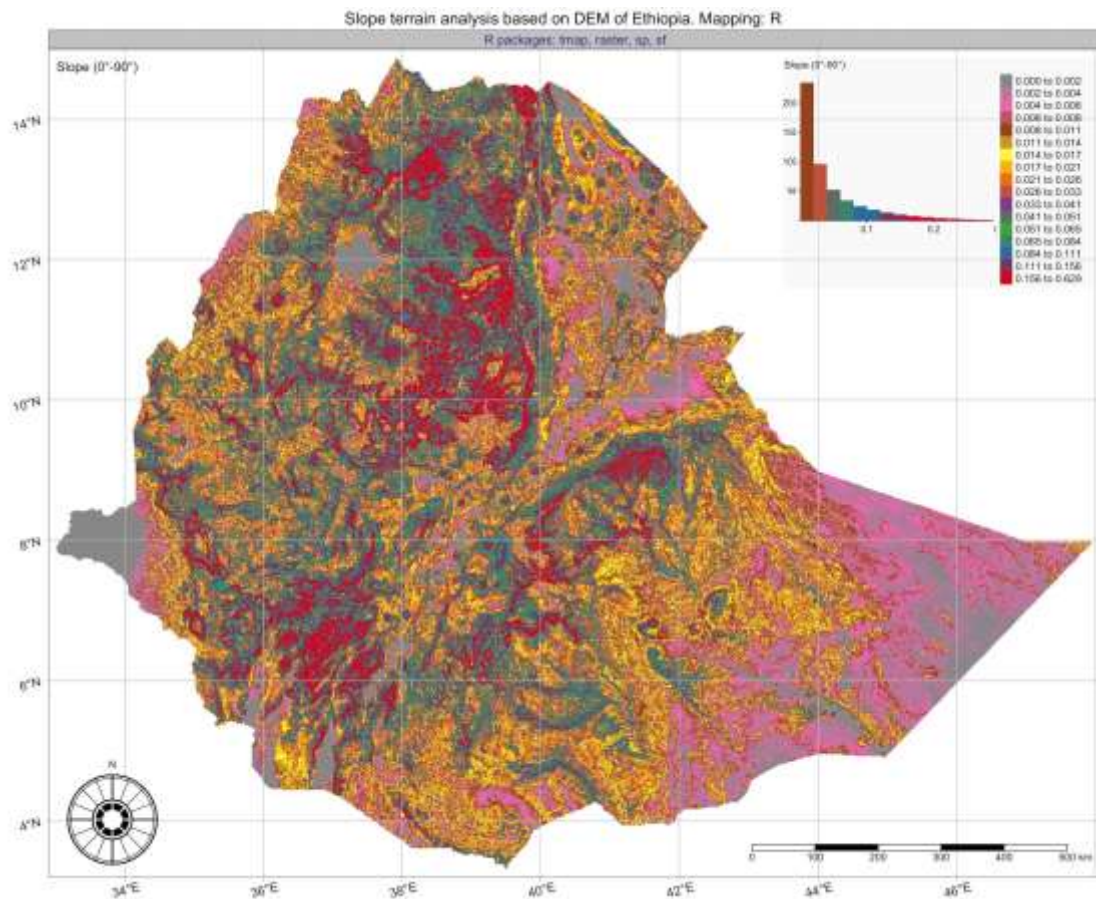 Slope terrain analysis based on DEM of Ethiopia. Mapping: R
R packages: tmap, raster, sp, sf
Slope (0°-90°)
Slope (0°-90°)
200
150
100
50
0.1
0.2
0.000 to 0.002
0.002 to 0.004
0.004 to 0.006
0.006 to 0.008
0.008 to 0.011
0.011 to 0.014
0.014 to 0.017
0.017 to 0.021
0.021 to 0.026
0.026 to 0.033
0.033 to 0.041
0.041 to 0.051
0.051 to 0.065
0.065 to 0.084
0.084 to 0.111
0.111 to 0.156
0.156 to 0.629
14°N
12°N
10°N
8°N
6°N
4°N
N
0 100 200 300 400 500 km
34°E 36°E 38°E 40°E 42°E 44°E 46°E